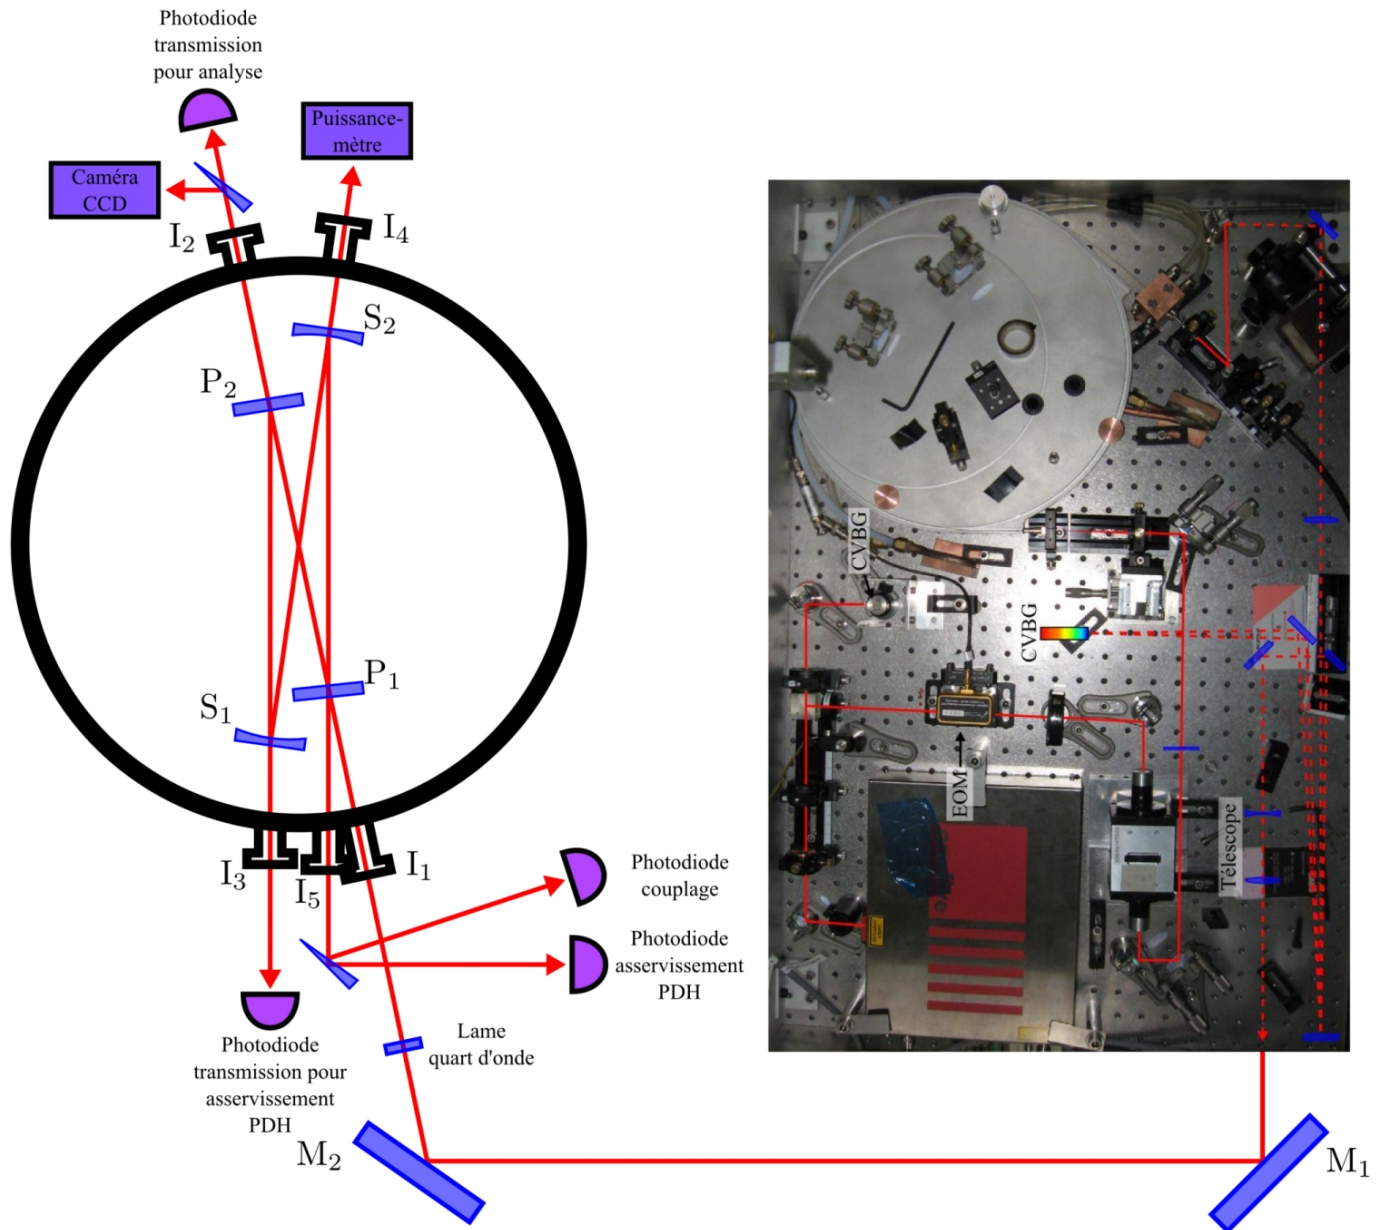 Photodiode
transmission
pour analyse
Puissance-
mètre
Caméra
CCD
I2
I4
S2
P2
P1
S1
I3
I5
I1
Photodiode
couplage
Photodiode
asservissement
PDH
Lame
quart d'onde
Photodiode
transmission pour
asservissement
PDH
M2
M1
CVBG
CVBG
EOM
Télescope